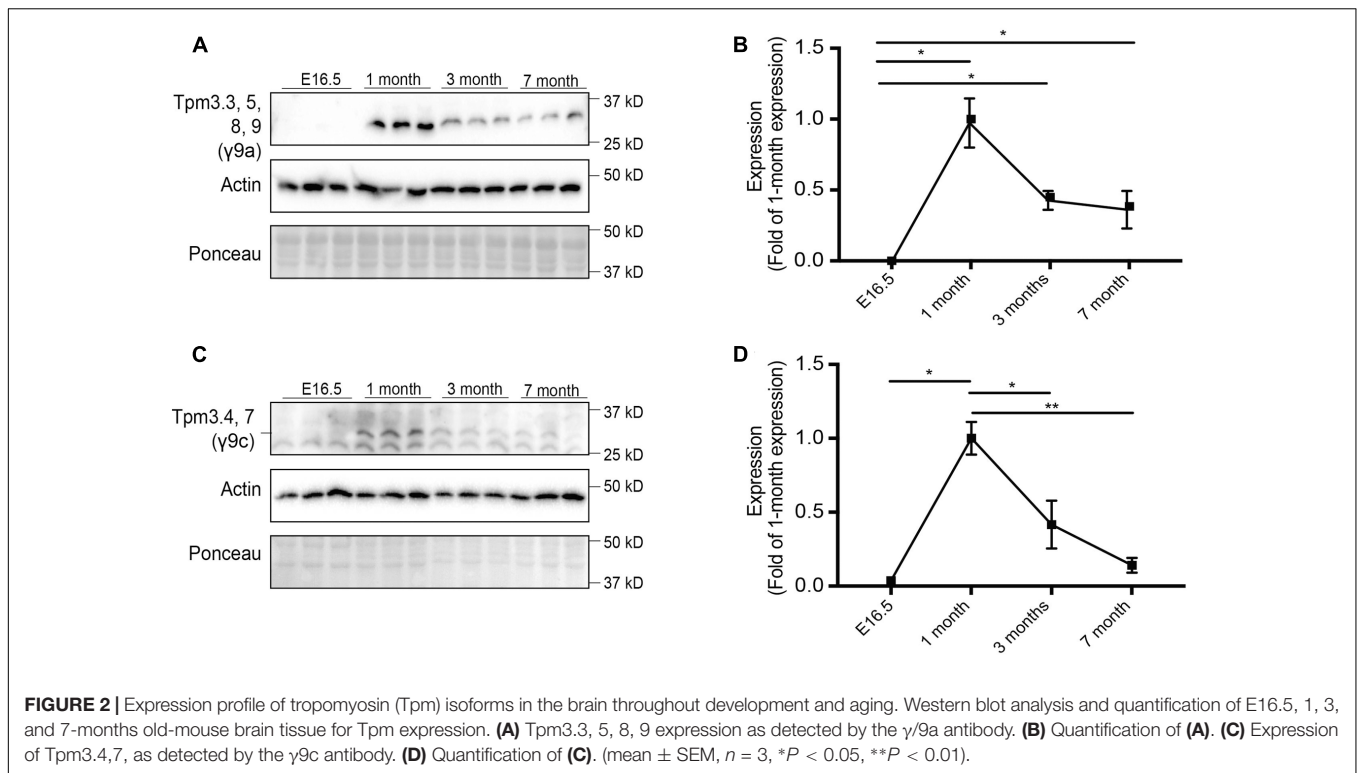 A
E16.5 1 month 3 month 7 month
Tpm3.3, 5,
8, 9
(γ9a)
37 kD
25 kD
Actin
50 kD
Ponceau
50 kD
37 kD
B
Expression
(Fold of 1-month expression)
1.5
1.0
0.5
0.0
*
*
*
E16.5
1 month
3 months
7 month
C
E16.5 1 month 3 month 7 month
Tpm3.4, 7
(γ9c)
37 kD
25 kD
Actin
50 kD
Ponceau
50 kD
37 kD
D
Expression
(Fold of 1-month expression)
1.5
1.0
0.5
0.0
*
*
**
E16.5
1 month
3 months
7 month
FIGURE 2 | Expression profile of tropomyosin (Tpm) isoforms in the brain throughout development and aging. Western blot analysis and quantification of E16.5, 1, 3,
and 7-months old-mouse brain tissue for Tpm expression. (A) Tpm3.3, 5, 8, 9 expression as detected by the γ/9a antibody. (B) Quantification of (A). (C) Expression
of Tpm3.4,7, as detected by the γ9c antibody. (D) Quantification of (C). (mean ± SEM, n = 3, *P < 0.05, **P < 0.01).